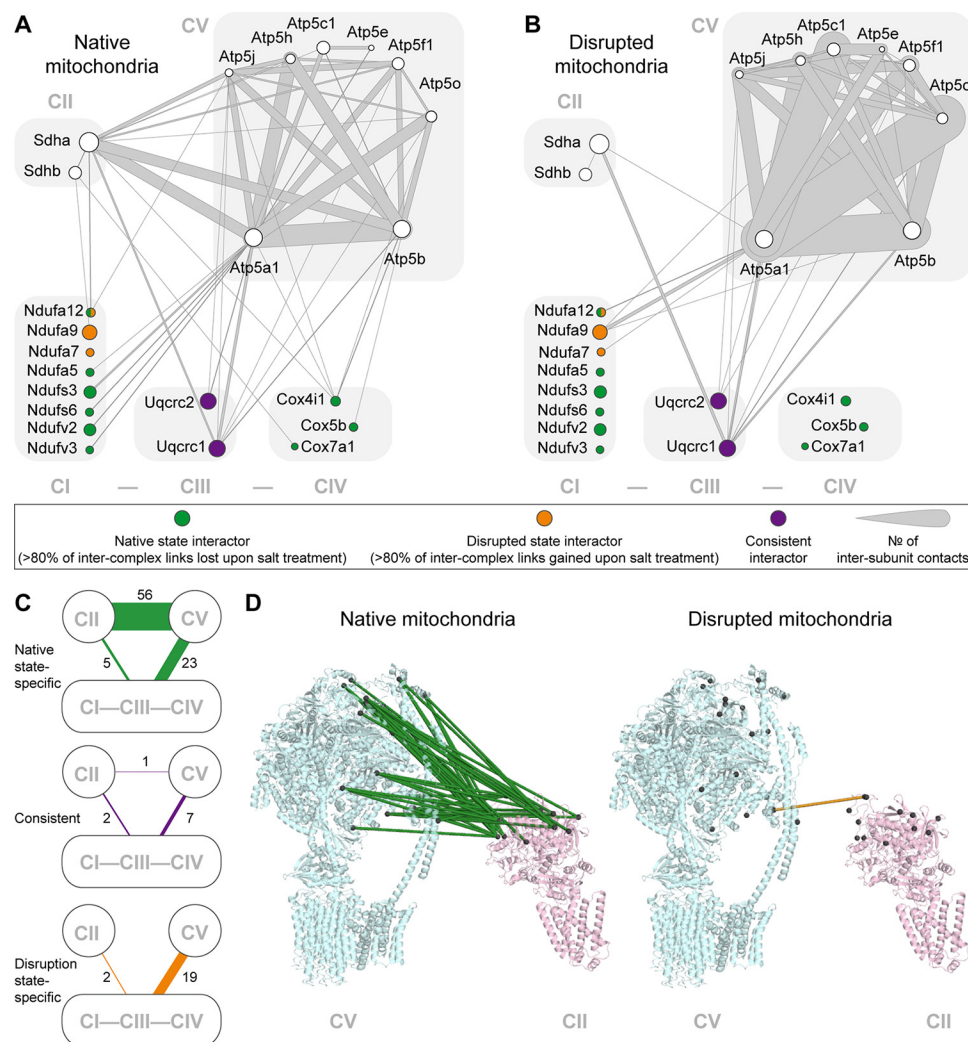 A
Native
mitochondria
CV
Atp5c1
Atp5e
Atp5h
Atp5f1
Atp5j
Atp5o
CII
Sdha
Sdhb
Atp5a1
Atp5b
Ndufa12
Ndufa9
Ndufa7
Ndufa5
Ndufs3
Ndufs6
Ndufv2
Ndufv3
Uqcrc2
Uqcrc1
Cox4i1
Cox5b
Cox7a1
CI — CIII — CIV
B
Disrupted
mitochondria
CV
Atp5c1
Atp5e
Atp5h
Atp5f1
Atp5j
Atp5o
CII
Sdha
Sdhb
Atp5a1
Atp5b
Ndufa12
Ndufa9
Ndufa7
Ndufa5
Ndufs3
Ndufs6
Ndufv2
Ndufv3
Uqcrc2
Uqcrc1
Cox4i1
Cox5b
Cox7a1
CI — CIII — CIV
Native state interactor
(>80% of inter-complex links lost upon salt treatment)
Disrupted state interactor
(>80% of inter-complex links gained upon salt treatment)
Consistent
interactor
№ of
inter-subunit contacts
C
56
CII CV
Native
state-
specific
5 23
CI—CIII—CIV
1
CII CV
Consistent
2 7
CI—CIII—CIV
CII CV
Disruption
state-
specific
2 19
CI—CIII—CIV
D
Native mitochondria
Disrupted mitochondria
CV CII CV CII